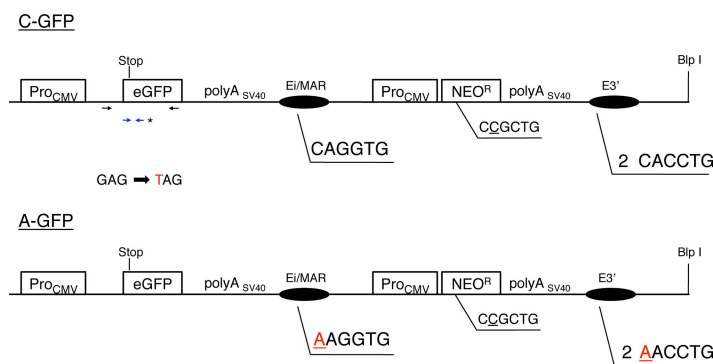 C-GFP
Stop
Blp I
Pro CMV eGFP polyA SV40 Ei/MAR Pro CMV NEO R polyA SV40 E3'
*
CAGGTG
CCGCTG
2 CACCTG
GAG TAG
A-GFP
Stop
Blp I
Pro CMV eGFP polyA SV40 Ei/MAR Pro CMV NEO R polyA SV40 E3'
AAGGTG
CCGCTG
2 AACCTG